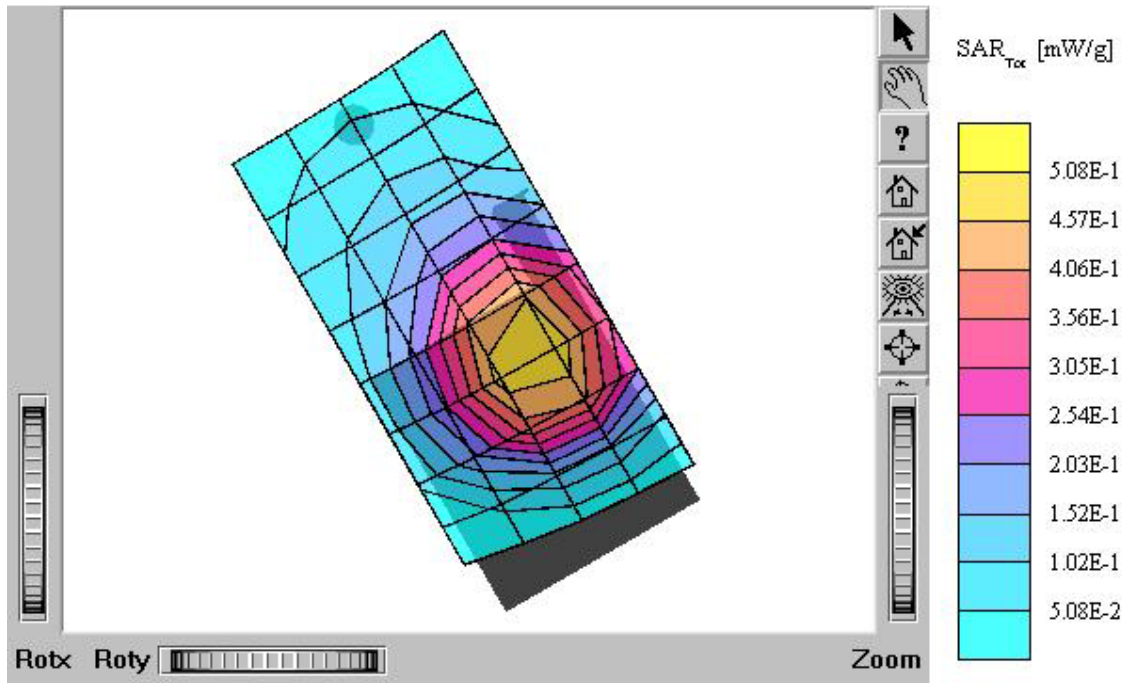 SAR_Tot [mW/g]
?
5.08E-1
4.57E-1
4.06E-1
3.56E-1
3.05E-1
2.54E-1
2.03E-1
1.52E-1
1.02E-1
5.08E-2
Rotx Roty Zoom